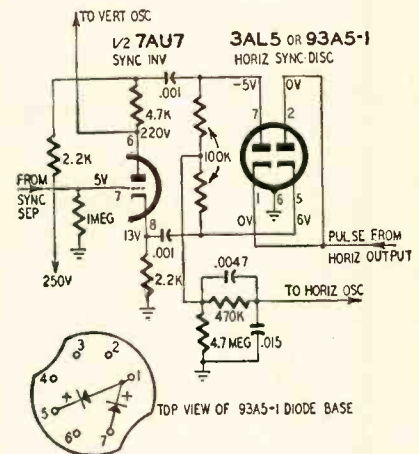 TO VERT OSC
1/2 7AU7
SYNC INV
3AL5 OR 93A5-1
HORIZ SYNC DISC
.001
-5V
0V
7
2
4.7K
220V
6
2.2K
100K
FROM
SYNC
SEP
5V
7
1MEG
8
13V
.001
1
6
5
0V
6V
PULSE FROM
HORIZ OUTPUT
250V
2.2K
.0047
TO HORIZ OSC
470K
4.7 MEG
.015
3
2
4
1
5
+
+
6
7
TOP VIEW OF 93A5-1 DIODE BASE